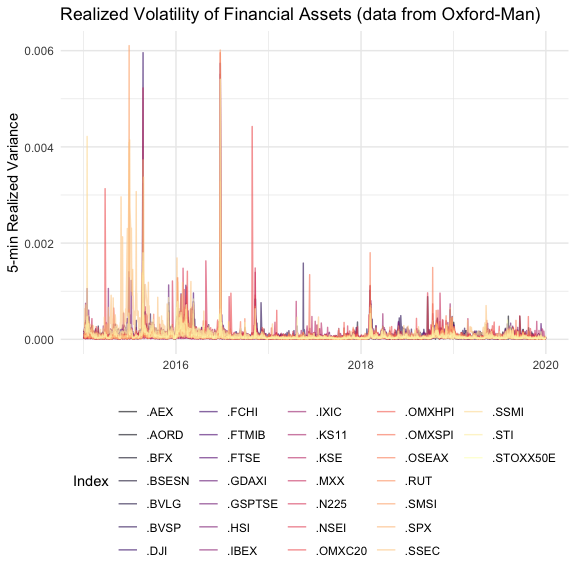 Realized Volatility of Financial Assets (data from Oxford-Man)
5-min Realized Variance
0.006
0.004
0.002
0.000
2016 2018 2020
Index
.AEX .FCHI .IXIC .OMXHPI .SSMI
.AORD .FTMIB .KS11 .OMXSPI .STI
.BFX .FTSE .KSE .OSEAX .STOXX50E
.BSESN .GDAXI .MXX .RUT
.BVLG .GSPTSE .N225 .SMSI
.BVSP .HSI .NSEI .SPX
.DJI .IBEX .OMXC20 .SSEC